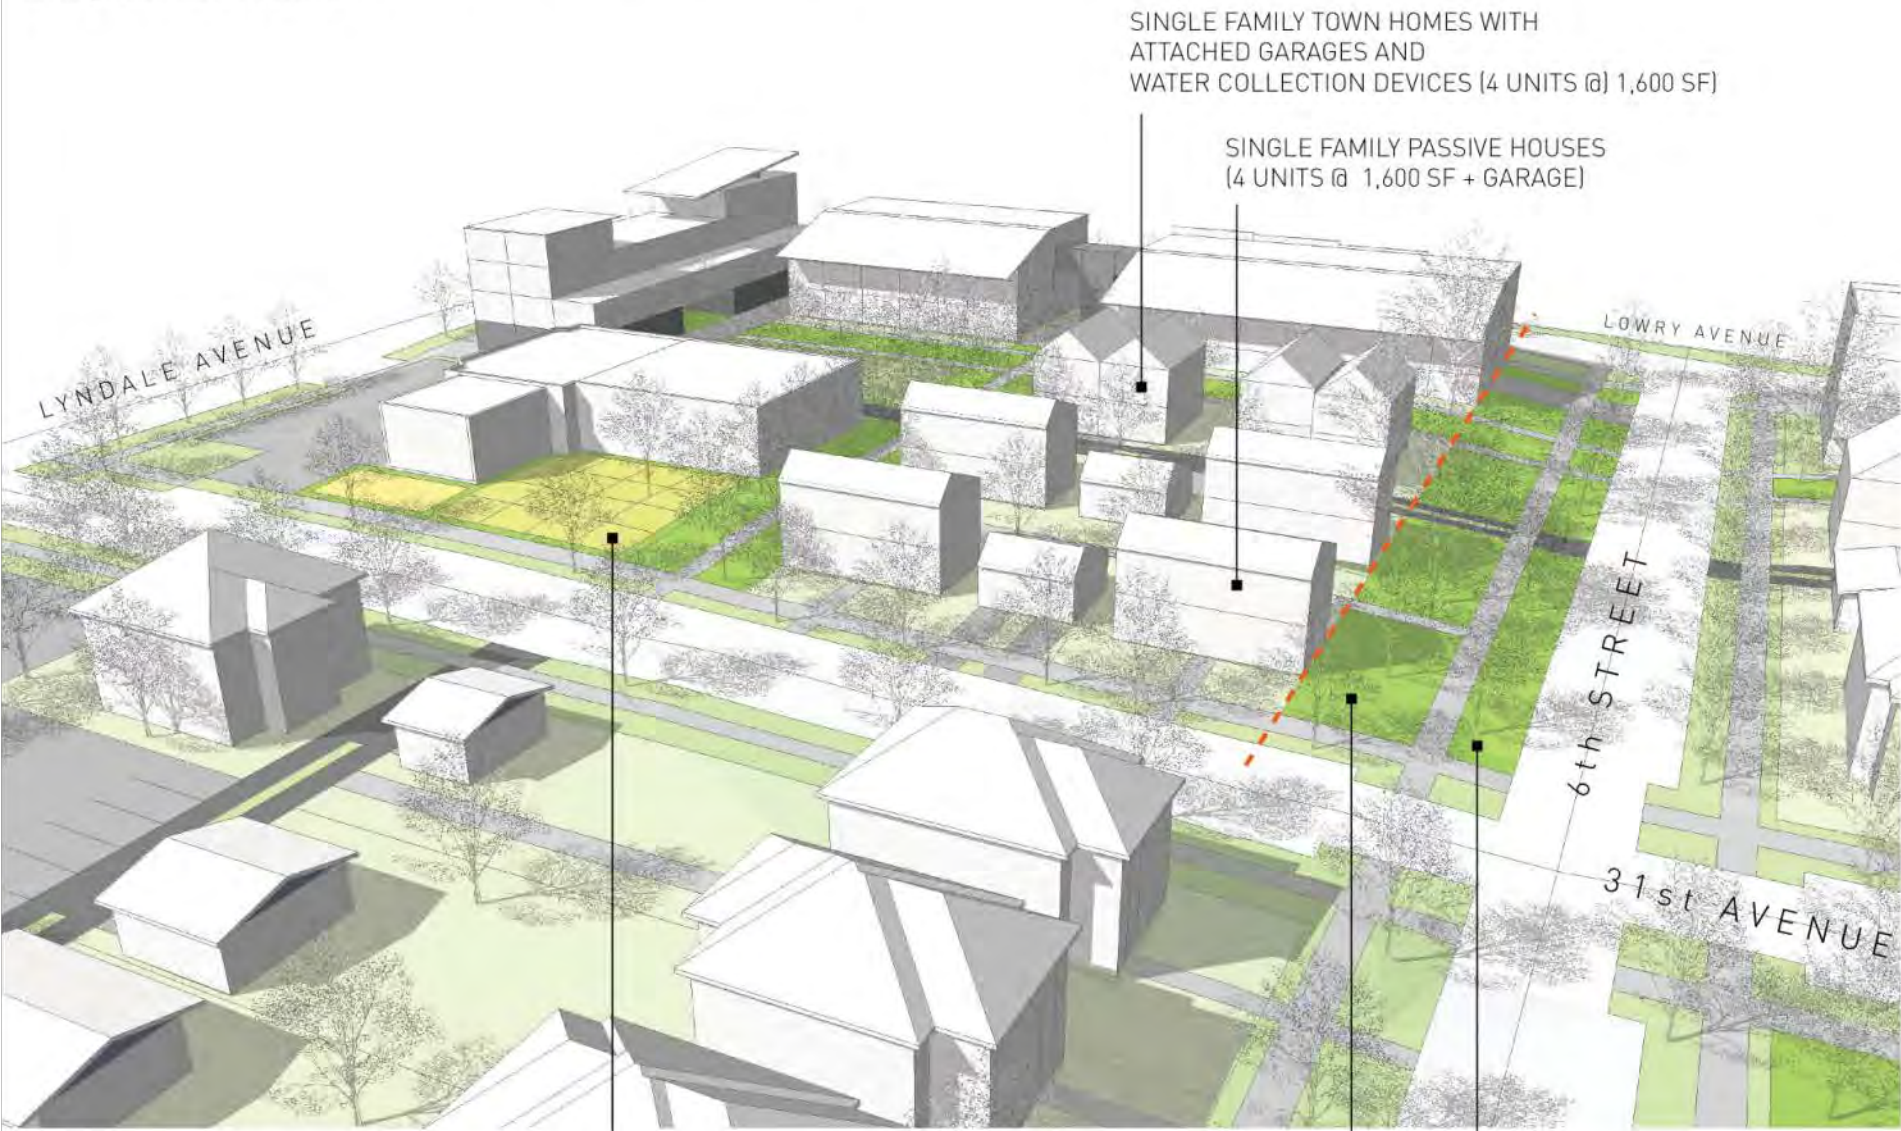 SINGLE FAMILY TOWN HOMES WITH
ATTACHED GARAGES AND
WATER COLLECTION DEVICES (4 UNITS @) 1,600 SF)
SINGLE FAMILY PASSIVE HOUSES
(4 UNITS @ 1,600 SF + GARAGE)
LYNDALE AVENUE
LOWRY AVENUE
6th STREET
31st AVENUE